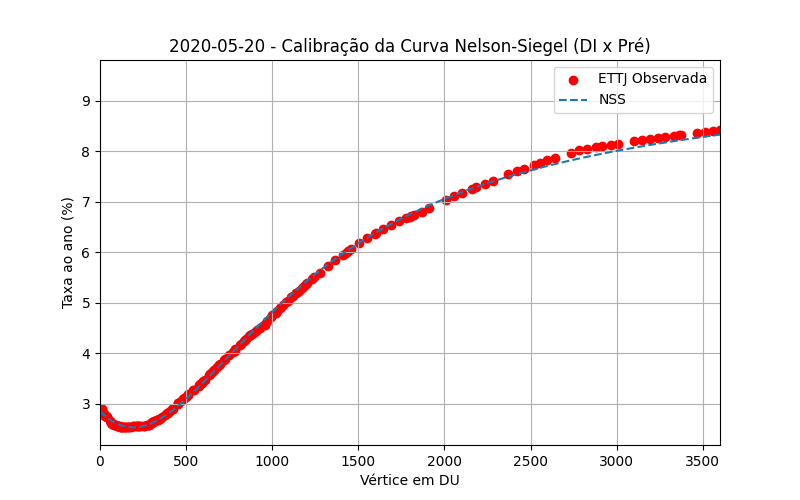 2020-05-20 - Calibração da Curva Nelson-Siegel (DI x Pré)
ETTJ Observada
NSS
Taxa ao ano (%)
9
8
7
6
5
4
3
0 500 1000 1500 2000 2500 3000 3500
Vértice em DU